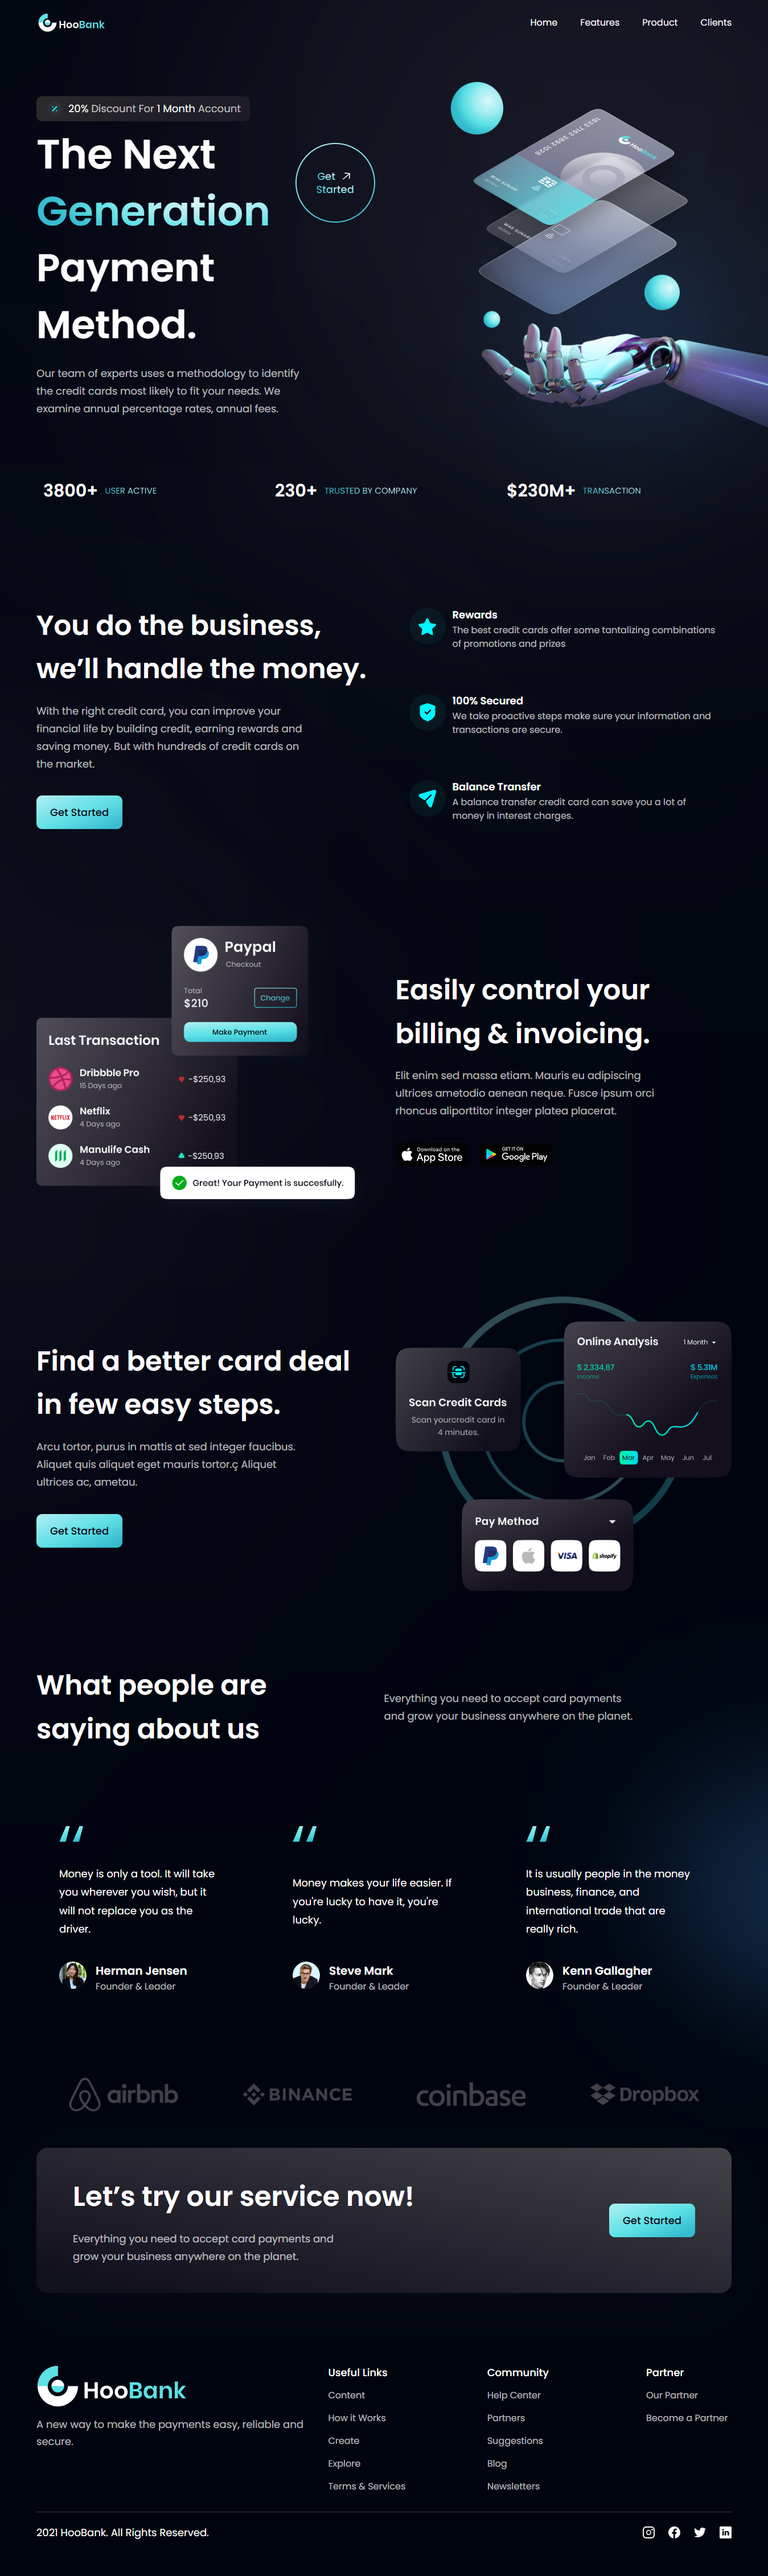 HooBank
Home Features Product Clients
20% Discount For 1 Month Account
The Next
Generation
Payment
Method.
Get
Started
Our team of experts uses a methodology to identify
the credit cards most likely to fit your needs. We
examine annual percentage rates, annual fees.
HooBank
3800+ USER ACTIVE
230+ TRUSTED BY COMPANY
$230M+ TRANSACTION
You do the business,
we’ll handle the money.
With the right credit card, you can improve your
financial life by building credit, earning rewards and
saving money. But with hundreds of credit cards on
the market.
Get Started
Rewards
The best credit cards offer some tantalizing combinations
of promotions and prizes
100% Secured
We take proactive steps make sure your information and
transactions are secure.
Balance Transfer
A balance transfer credit card can save you a lot of
money in interest charges.
Paypal
Checkout
Total
$210
Change
Make Payment
Last Transaction
Dribbble Pro
15 Days ago
-$250,93
NETFLIX
Netflix
4 Days ago
-$250,93
Manulife Cash
4 Days ago
-$250,93
Great! Your Payment is succesfully.
Easily control your
billing & invoicing.
Elit enim sed massa etiam. Mauris eu adipiscing
ultrices ametodio aenean neque. Fusce ipsum orci
rhoncus aliporttitor integer platea placerat.
Download on the
App Store
GET IT ON
Google Play
Find a better card deal
in few easy steps.
Arcu tortor, purus in mattis at sed integer faucibus.
Aliquet quis aliquet eget mauris tortor.ç Aliquet
ultrices ac, ametau.
Get Started
Scan Credit Cards
Scan yourcredit card in
4 minutes.
Online Analysis
1 Month
$ 2,334,67
Income
$ 5.31M
Expenses
Jan Feb Mar Apr May Jun Jul
Pay Method
VISA
shopify
What people are
saying about us
Everything you need to accept card payments
and grow your business anywhere on the planet.
Money is only a tool. It will take
you wherever you wish, but it
will not replace you as the
driver.
Herman Jensen
Founder & Leader
Money makes your life easier. If
you're lucky to have it, you're
lucky.
Steve Mark
Founder & Leader
It is usually people in the money
business, finance, and
international trade that are
really rich.
Kenn Gallagher
Founder & Leader
airbnb
BINANCE
coinbase
Dropbox
Let’s try our service now!
Everything you need to accept card payments and
grow your business anywhere on the planet.
Get Started
HooBank
A new way to make the payments easy, reliable and
secure.
Useful Links
Content
How it Works
Create
Explore
Terms & Services
Community
Help Center
Partners
Suggestions
Blog
Newsletters
Partner
Our Partner
Become a Partner
2021 HooBank. All Rights Reserved.